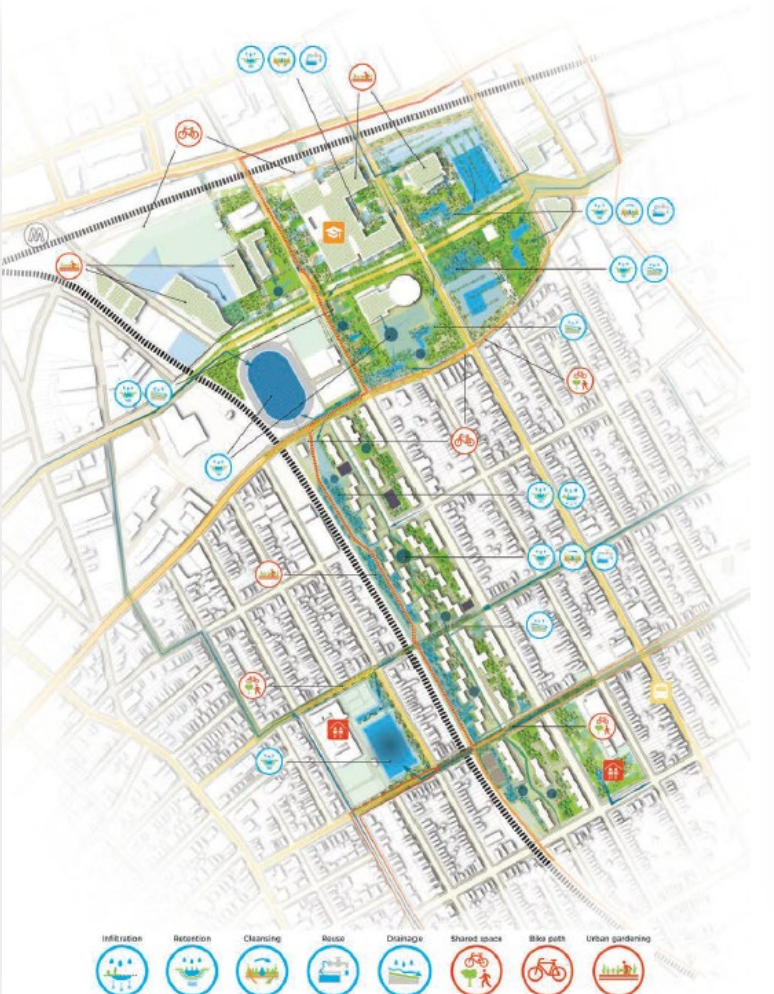 M
Infiltration
Retention
Cleansing
Reuse
Drainage
Shared space
Bike path
Urban gardening